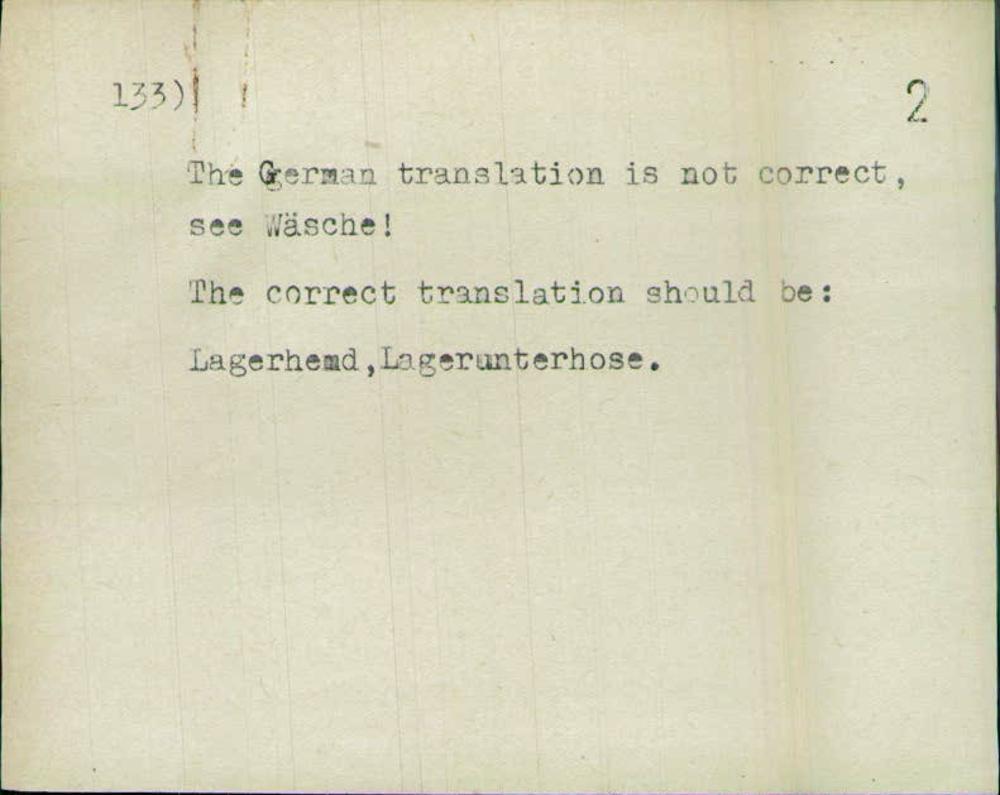 133) 2
The German translation is not correct,
see Wäsche!
The correct translation should be:
Lagerhemd,Lagerunterhose.